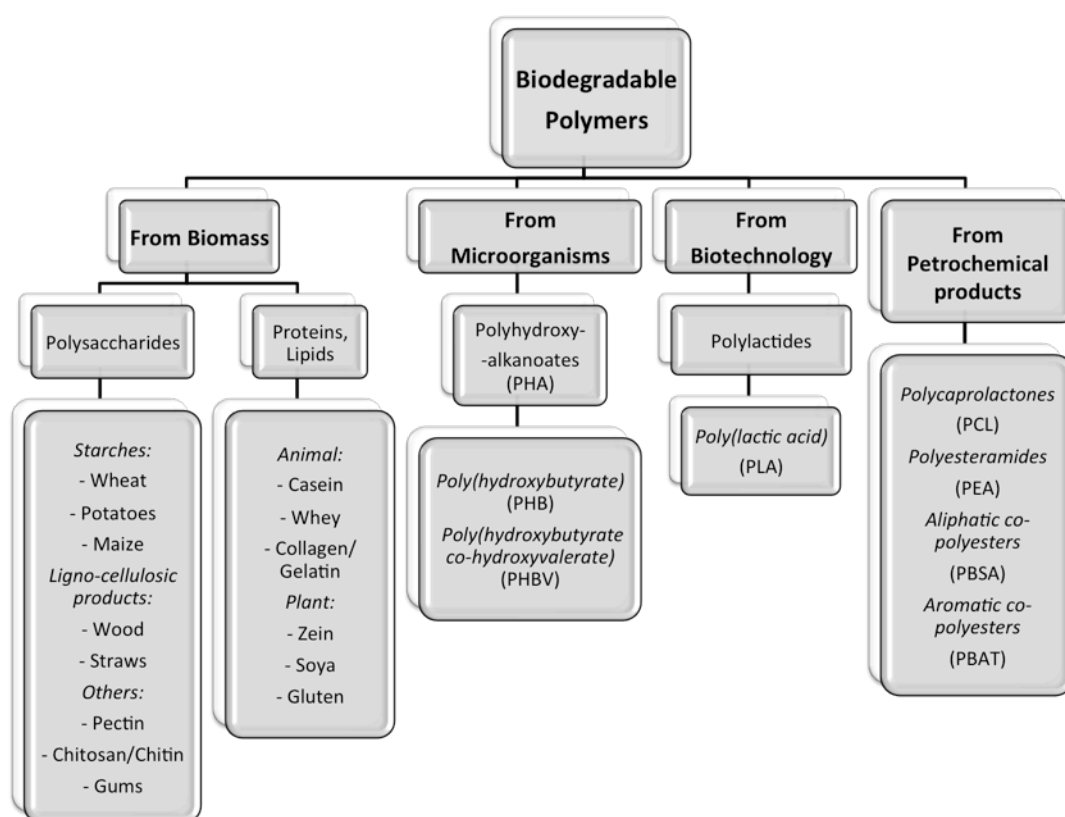 Biodegradable
Polymers
From Biomass
From
Microorganisms
From
Biotechnology
From
Petrochemical
products
Polysaccharides
Proteins,
Lipids
Polyhydroxy-
-alkanoates
(PHA)
Polylactides
Starches:
- Wheat
- Potatoes
- Maize
Ligno-cellulosic
products:
- Wood
- Straws
Others:
- Pectin
- Chitosan/Chitin
- Gums
Animal:
- Casein
- Whey
- Collagen/
Gelatin
Plant:
- Zein
- Soya
- Gluten
Poly(hydroxybutyrate)
(PHB)
Poly(hydroxybutyrate
co-hydroxyvalerate)
(PHBV)
Poly(lactic acid)
(PLA)
Polycaprolactones
(PCL)
Polyesteramides
(PEA)
Aliphatic co-
polyesters
(PBSA)
Aromatic co-
polyesters
(PBAT)